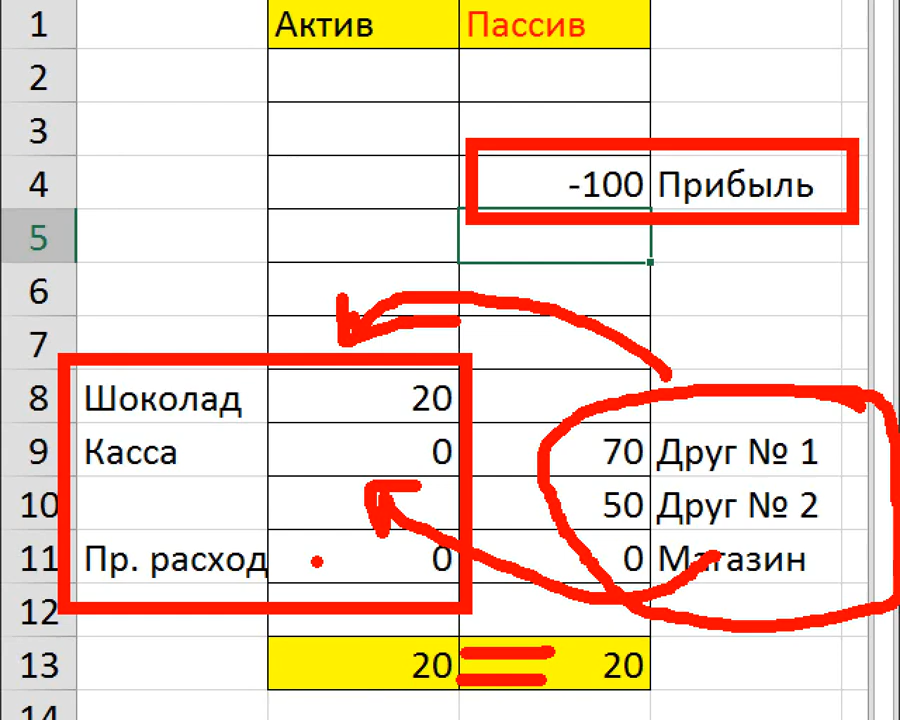 1 Актив Пассив
2
3
4 -100 Прибыль
5
6
7
8 Шоколад 20
9 Касса 0 70 Друг № 1
10 50 Друг № 2
11 Пр. расход 0 0 Магазин
12
13 20 20
14